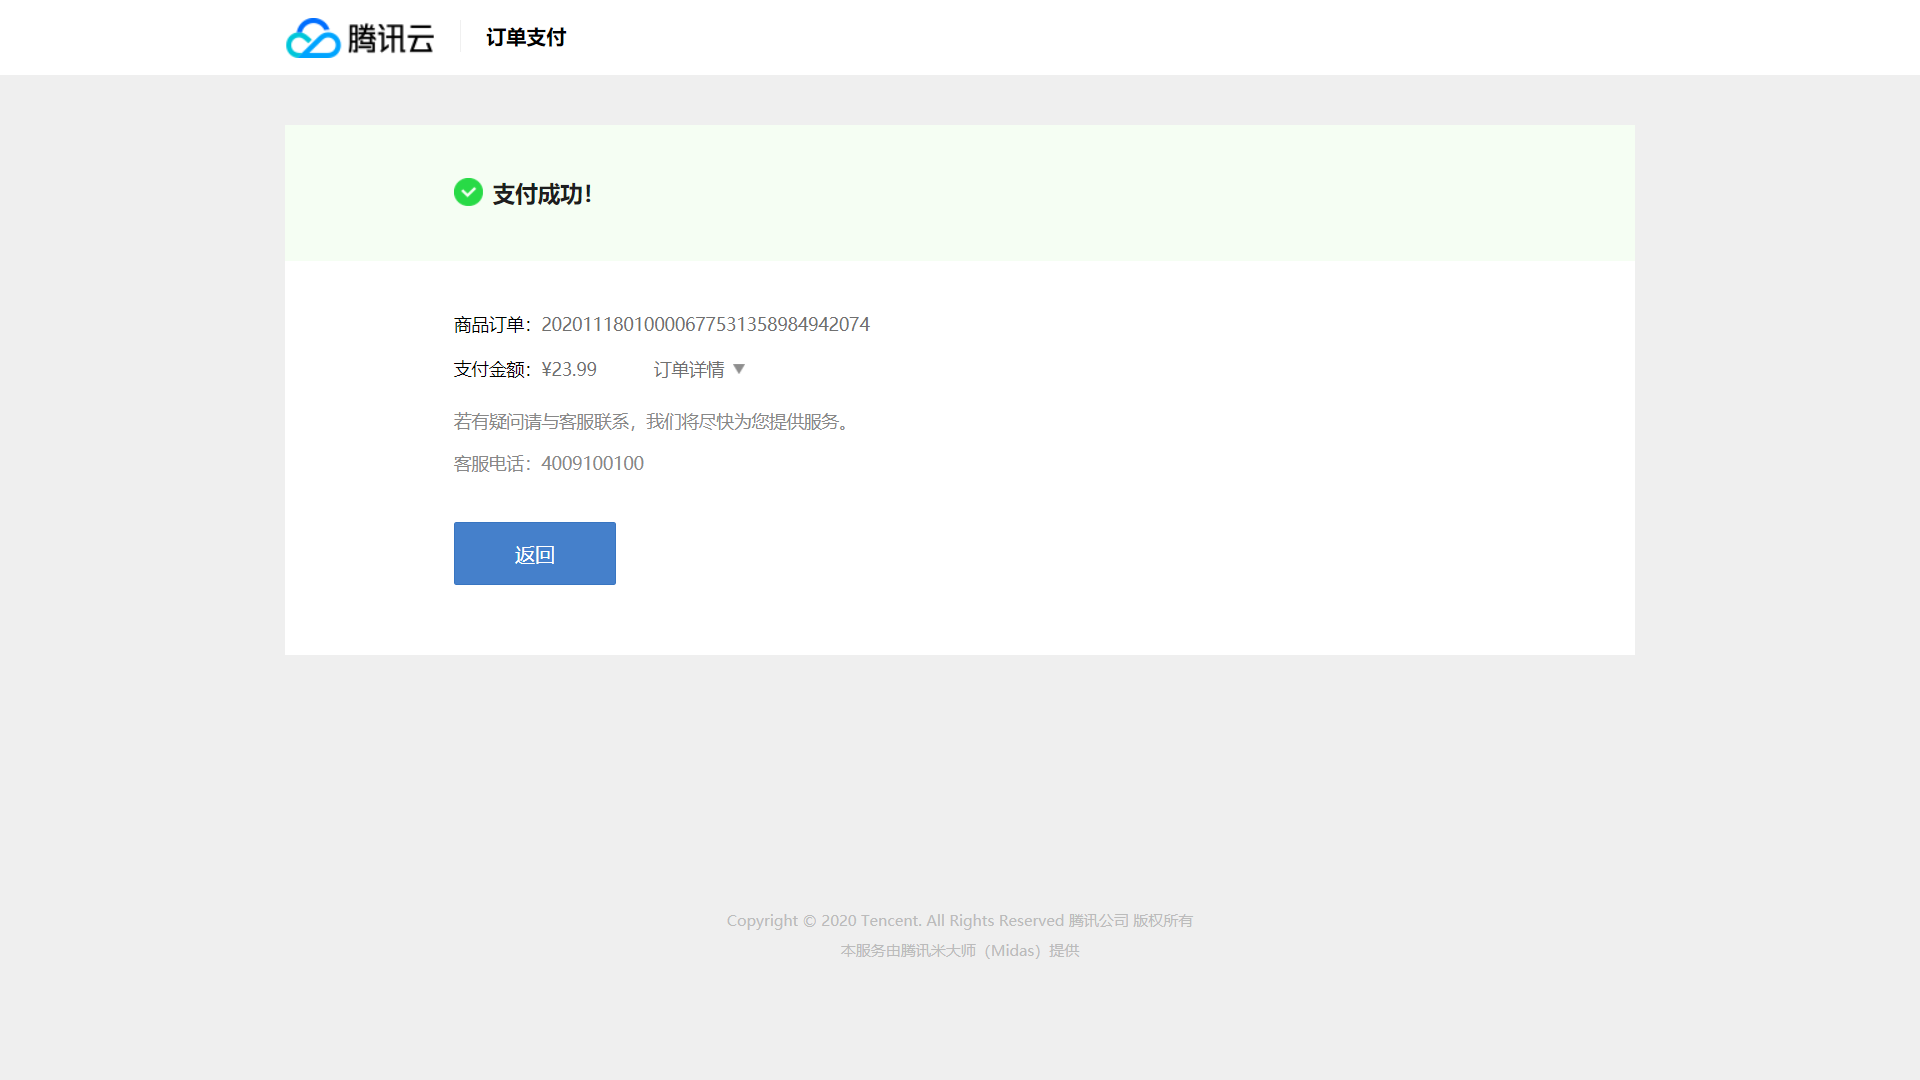 腾讯云 订单支付
支付成功！
商品订单：20201118010000677531358984942074
支付金额：¥23.99 订单详情
若有疑问请与客服联系，我们将尽快为您提供服务。
客服电话：4009100100
返回
Copyright © 2020 Tencent. All Rights Reserved 腾讯公司 版权所有
本服务由腾讯米大师（Midas）提供